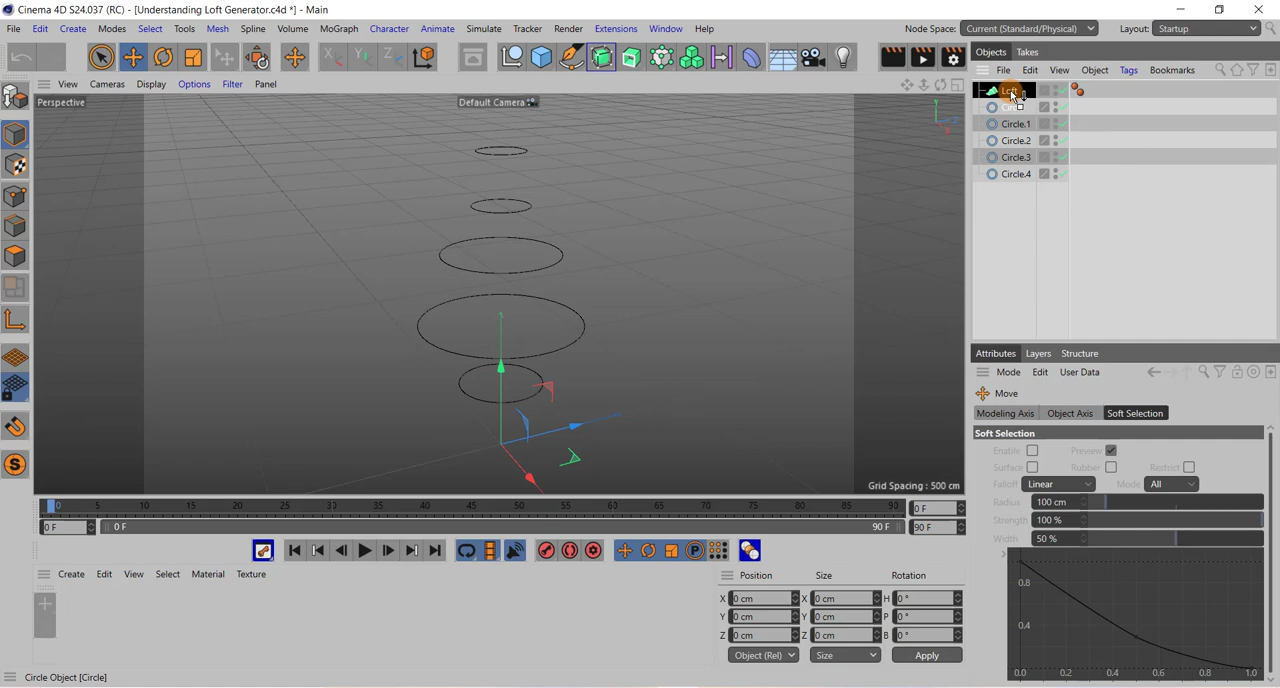 Cinema 4D S24.037 (RC) - [Understanding Loft Generator.c4d *] - Main
File Edit Create Modes Select Tools Mesh Spline Volume MoGraph Character Animate Simulate Tracker Render Extensions Window Help Node Space: Current (Standard/Physical) Layout: Startup
X Y Z
Objects Takes
File Edit View Object Tags Bookmarks
View Cameras Display Options Filter Panel
Perspective Default Camera
Loft
Circle.1
Circle.2
Circle.3
Circle.4
Grid Spacing : 500 cm
Attributes Layers Structure
Mode Edit User Data
Move
Modeling Axis Object Axis Soft Selection
Soft Selection
Enable Preview
Surface Rubber Restrict
Falloff Linear Mode All
Radius 100 cm
Strength 100 %
Width 50 %
0.8
0.4
0.0 0.2 0.4 0.6 0.8 1.0
0 5 10 15 20 25 30 35 40 45 50 55 60 65 70 75 80 85 90 0 F
0 F 0 F 90 F 90 F
Create Edit View Select Material Texture
Position Size Rotation
X 0 cm X 0 cm H 0 °
Y 0 cm Y 0 cm P 0 °
Z 0 cm Z 0 cm B 0 °
Object (Rel) Size Apply
Circle Object [Circle]